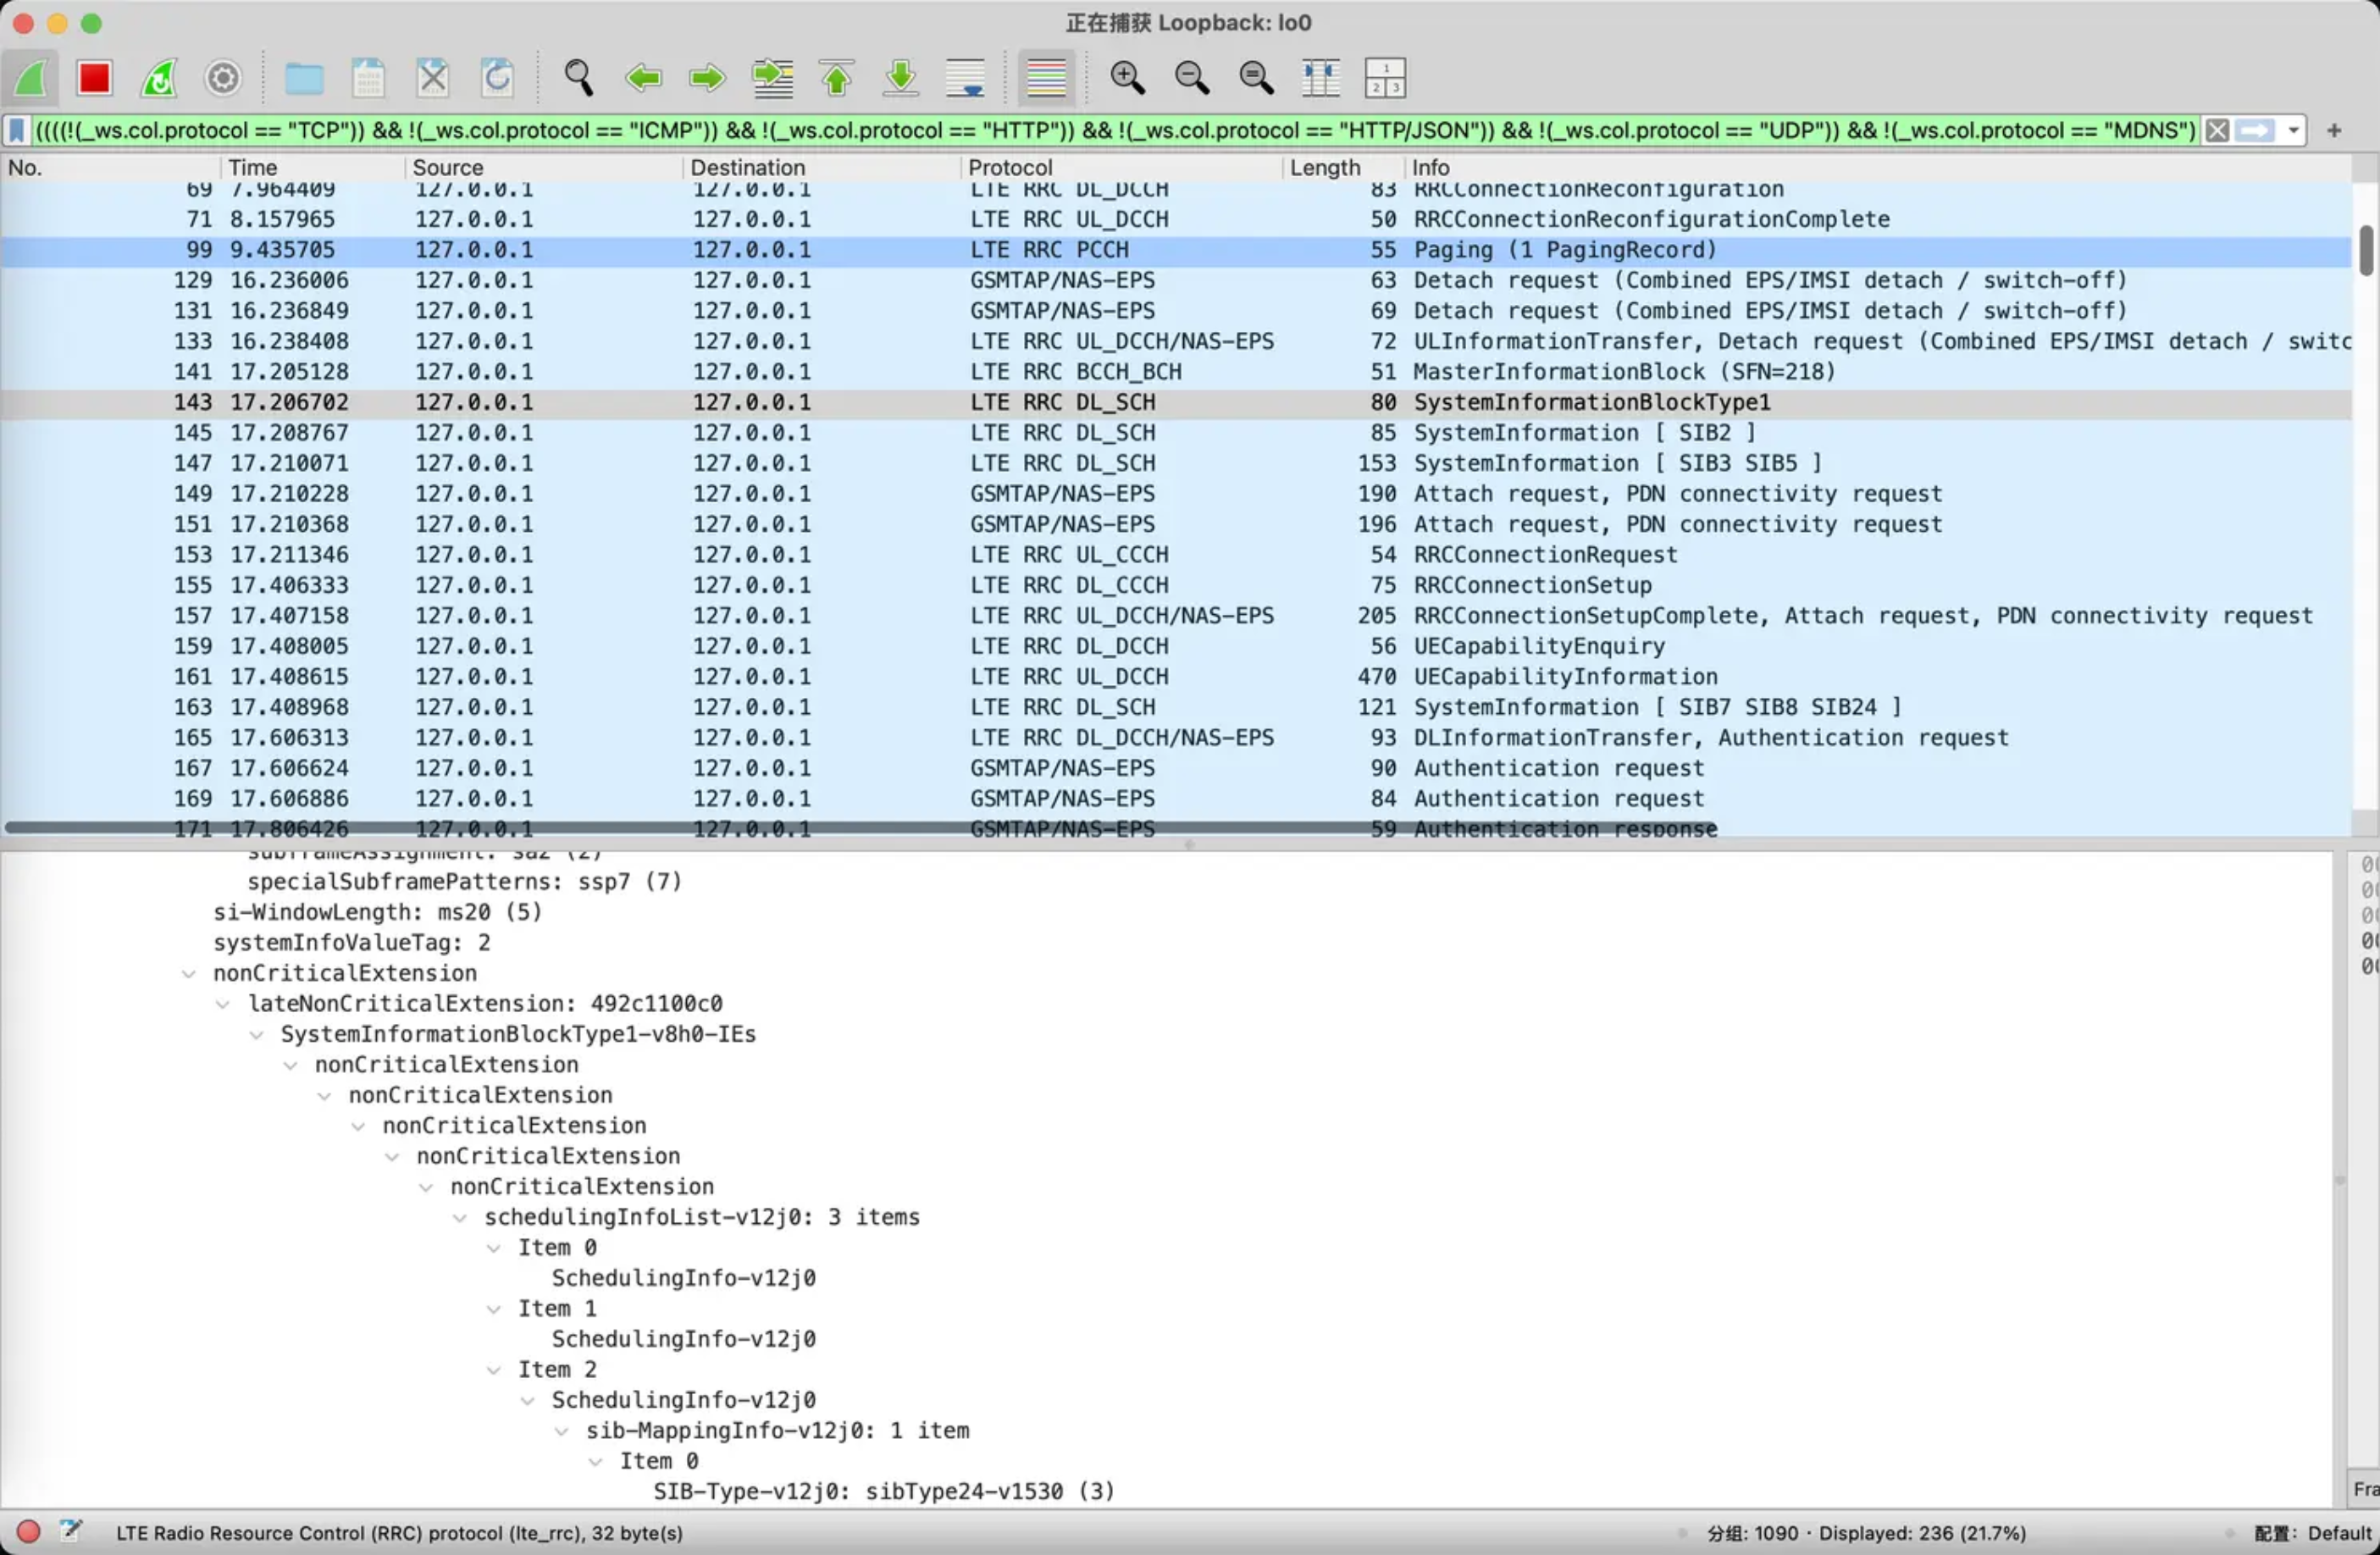 正在捕获 Loopback: lo0
1
2 3
((((!(_ws.col.protocol == "TCP")) && !(_ws.col.protocol == "ICMP")) && !(_ws.col.protocol == "HTTP")) && !(_ws.col.protocol == "HTTP/JSON")) && !(_ws.col.protocol == "UDP")) && !(_ws.col.protocol == "MDNS")
No. Time Source Destination Protocol Length Info
69 7.964409 127.0.0.1 127.0.0.1 LTE RRC DL_DCCH 83 RRCConnectionReconfiguration
71 8.157965 127.0.0.1 127.0.0.1 LTE RRC UL_DCCH 50 RRCConnectionReconfigurationComplete
99 9.435705 127.0.0.1 127.0.0.1 LTE RRC PCCH 55 Paging (1 PagingRecord)
129 16.236006 127.0.0.1 127.0.0.1 GSMTAP/NAS-EPS 63 Detach request (Combined EPS/IMSI detach / switch-off)
131 16.236849 127.0.0.1 127.0.0.1 GSMTAP/NAS-EPS 69 Detach request (Combined EPS/IMSI detach / switch-off)
133 16.238408 127.0.0.1 127.0.0.1 LTE RRC UL_DCCH/NAS-EPS 72 ULInformationTransfer, Detach request (Combined EPS/IMSI detach / switc
141 17.205128 127.0.0.1 127.0.0.1 LTE RRC BCCH_BCH 51 MasterInformationBlock (SFN=218)
143 17.206702 127.0.0.1 127.0.0.1 LTE RRC DL_SCH 80 SystemInformationBlockType1
145 17.208767 127.0.0.1 127.0.0.1 LTE RRC DL_SCH 85 SystemInformation [ SIB2 ]
147 17.210071 127.0.0.1 127.0.0.1 LTE RRC DL_SCH 153 SystemInformation [ SIB3 SIB5 ]
149 17.210228 127.0.0.1 127.0.0.1 GSMTAP/NAS-EPS 190 Attach request, PDN connectivity request
151 17.210368 127.0.0.1 127.0.0.1 GSMTAP/NAS-EPS 196 Attach request, PDN connectivity request
153 17.211346 127.0.0.1 127.0.0.1 LTE RRC UL_CCCH 54 RRCConnectionRequest
155 17.406333 127.0.0.1 127.0.0.1 LTE RRC DL_CCCH 75 RRCConnectionSetup
157 17.407158 127.0.0.1 127.0.0.1 LTE RRC UL_DCCH/NAS-EPS 205 RRCConnectionSetupComplete, Attach request, PDN connectivity request
159 17.408005 127.0.0.1 127.0.0.1 LTE RRC DL_DCCH 56 UECapabilityEnquiry
161 17.408615 127.0.0.1 127.0.0.1 LTE RRC UL_DCCH 470 UECapabilityInformation
163 17.408968 127.0.0.1 127.0.0.1 LTE RRC DL_SCH 121 SystemInformation [ SIB7 SIB8 SIB24 ]
165 17.606313 127.0.0.1 127.0.0.1 LTE RRC DL_DCCH/NAS-EPS 93 DLInformationTransfer, Authentication request
167 17.606624 127.0.0.1 127.0.0.1 GSMTAP/NAS-EPS 90 Authentication request
169 17.606886 127.0.0.1 127.0.0.1 GSMTAP/NAS-EPS 84 Authentication request
171 17.806426 127.0.0.1 127.0.0.1 GSMTAP/NAS-EPS 59 Authentication response
subframeAssignment: sa2 (2)
specialSubframePatterns: ssp7 (7)
si-WindowLength: ms20 (5)
systemInfoValueTag: 2
nonCriticalExtension
lateNonCriticalExtension: 492c1100c0
SystemInformationBlockType1-v8h0-IEs
nonCriticalExtension
nonCriticalExtension
nonCriticalExtension
nonCriticalExtension
nonCriticalExtension
schedulingInfoList-v12j0: 3 items
Item 0
SchedulingInfo-v12j0
Item 1
SchedulingInfo-v12j0
Item 2
SchedulingInfo-v12j0
sib-MappingInfo-v12j0: 1 item
Item 0
SIB-Type-v12j0: sibType24-v1530 (3)
Fra
LTE Radio Resource Control (RRC) protocol (lte_rrc), 32 byte(s) 分组: 1090 · Displayed: 236 (21.7%) 配置: Default